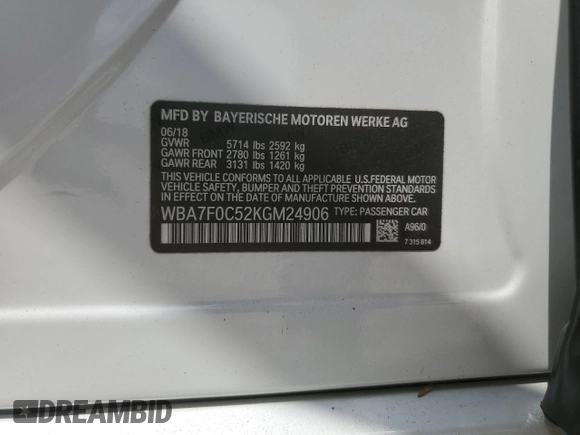 MFD BY BAYERISCHE MOTOREN WERKE AG
06/18
GVWR 5714 lbs 2592 kg
GAWR FRONT 2780 lbs 1261 kg
GAWR REAR 3131 lbs 1420 kg
THIS VEHICLE CONFORMS TO ALL APPLICABLE U.S.FEDERAL MOTOR
VEHICLE SAFETY, BUMPER AND THEFT PREVENTION STANDARDS
IN EFFECT ON THE DATE OF MANUFACTURE SHOWN ABOVE.
WBA7F0C52KGM24906 TYPE: PASSENGER CAR
A96/0
7 315 814
DREAMBID